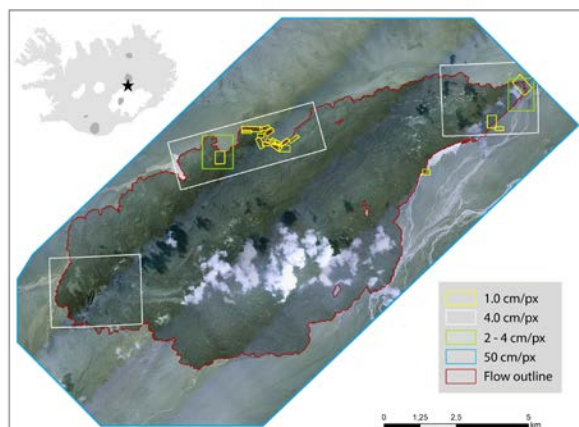 1.0 cm/px
4.0 cm/px
2 - 4 cm/px
50 cm/px
Flow outline
0 1.25 2.5 5
km